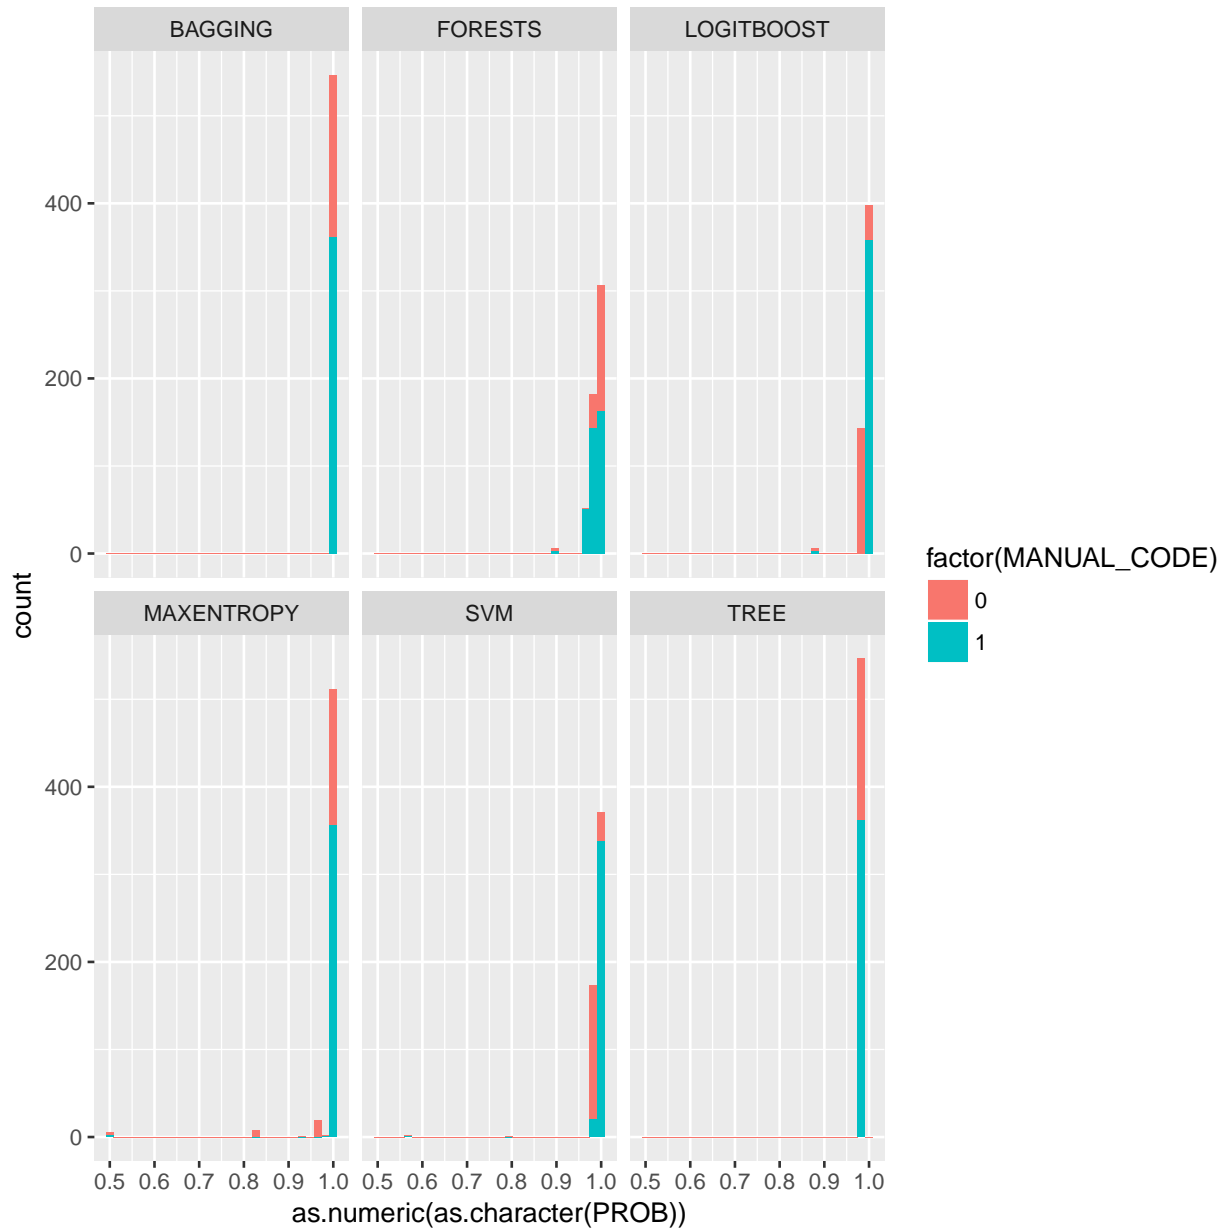 BAGGING FORESTS LOGITBOOST
400
200
0
MAXENTROPY SVM TREE
400
200
0
0.5 0.6 0.7 0.8 0.9 1.0 0.5 0.6 0.7 0.8 0.9 1.0 0.5 0.6 0.7 0.8 0.9 1.0
as.numeric(as.character(PROB))
count
factor(MANUAL_CODE)
0
1